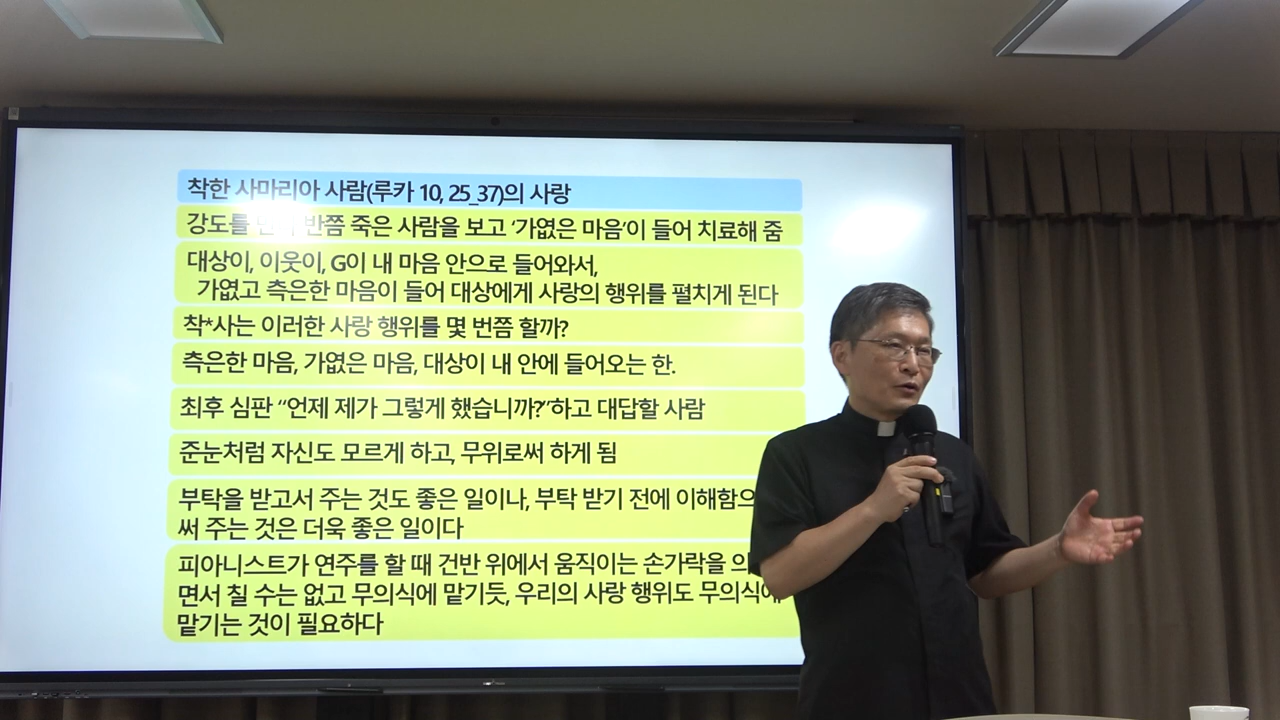 착한 사마리아 사람(루카 10, 25_37)의 사랑
강도를 반쯤 죽은 사람을 보고 '가엾은 마음'이 들어 치료해 줌
대상이, 이웃이, G이 내 마음 안으로 들어와서,
가엾고 측은한 마음이 들어 대상에게 사랑의 행위를 펼치게 된다
착*사는 이러한 사랑 행위를 몇 번쯤 할까?
측은한 마음, 가엾은 마음, 대상이 내 안에 들어오는 한.
최후 심판 "언제 제가 그렇게 했습니까?"하고 대답할 사람
준눈처럼 자신도 모르게 하고, 무위로써 하게 됨
부탁을 받고서 주는 것도 좋은 일이나, 부탁 받기 전에 이해함으
써 주는 것은 더욱 좋은 일이다
피아니스트가 연주를 할 때 건반 위에서 움직이는 손가락을 의
면서 칠 수는 없고 무의식에 맡기듯, 우리의 사랑 행위도 무의식에
맡기는 것이 필요하다